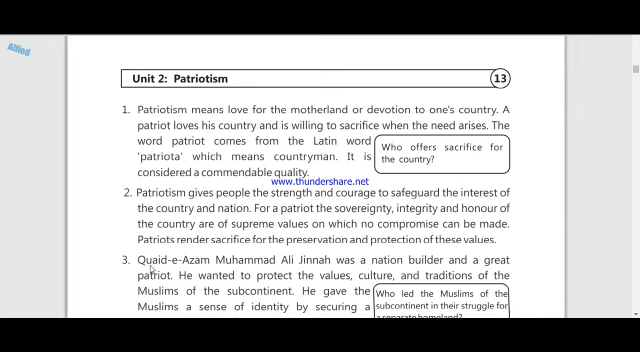 Allied
Unit 2: Patriotism
13
1. Patriotism means love for the motherland or devotion to one's country. A
patriot loves his country and is willing to sacrifice when the need arises. The
word patriot comes from the Latin word
'patriota' which means countryman. It is
considered a commendable quality.
Who offers sacrifice for
the country?
www.thundershare.net
2. Patriotism gives people the strength and courage to safeguard the interest of
the country and nation. For a patriot the sovereignty, integrity and honour of
the country are of supreme values on which no compromise can be made.
Patriots render sacrifice for the preservation and protection of these values.
3. Quaid-e-Azam Muhammad Ali Jinnah was a nation builder and a great
patriot. He wanted to protect the values, culture, and traditions of the
Muslims of the subcontinent. He gave the
Muslims a sense of identity by securing a
Who led the Muslims of the
subcontinent in their struggle for
a separate homeland?